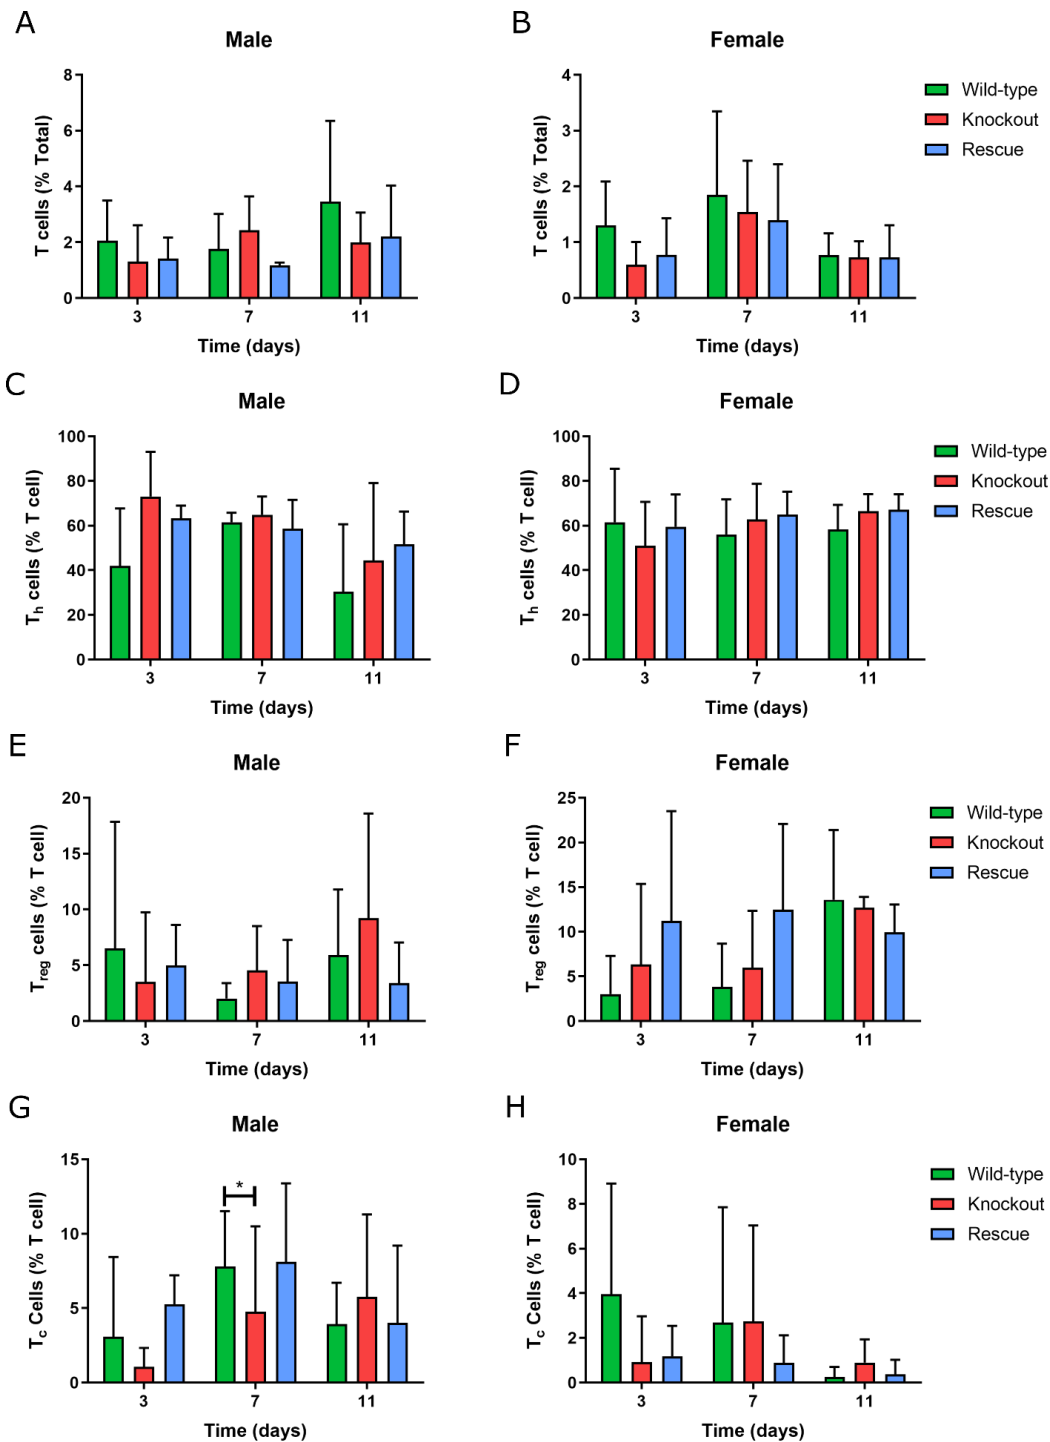 A
Male
T cells (% Total)
8
6
4
2
0
3 7 11
Time (days)
B
Female
T cells (% Total)
4
3
2
1
0
3 7 11
Time (days)
Wild-type
Knockout
Rescue
C
Male
Th cells (% T cell)
100
80
60
40
20
0
3 7 11
Time (days)
D
Female
Th cells (% T cell)
100
80
60
40
20
0
3 7 11
Time (days)
Wild-type
Knockout
Rescue
E
Male
Treg cells (% T cell)
20
15
10
5
0
3 7 11
Time (days)
F
Female
Treg cells (% T cell)
25
20
15
10
5
0
3 7 11
Time (days)
Wild-type
Knockout
Rescue
G
Male
Tc Cells (% T cell)
15
10
5
0
*
3 7 11
Time (days)
H
Female
Tc Cells (% T cell)
10
8
6
4
2
0
3 7 11
Time (days)
Wild-type
Knockout
Rescue